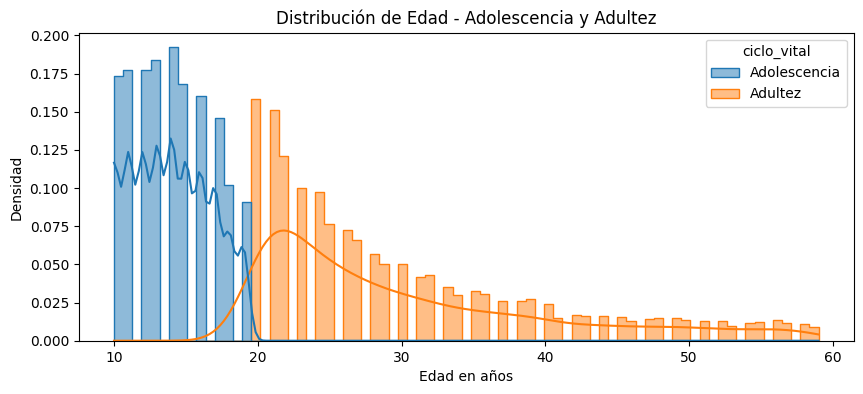 Distribución de Edad - Adolescencia y Adultez
ciclo_vital
Adolescencia
Adultez
Densidad
0.200
0.175
0.150
0.125
0.100
0.075
0.050
0.025
0.000
10 20 30 40 50 60
Edad en años